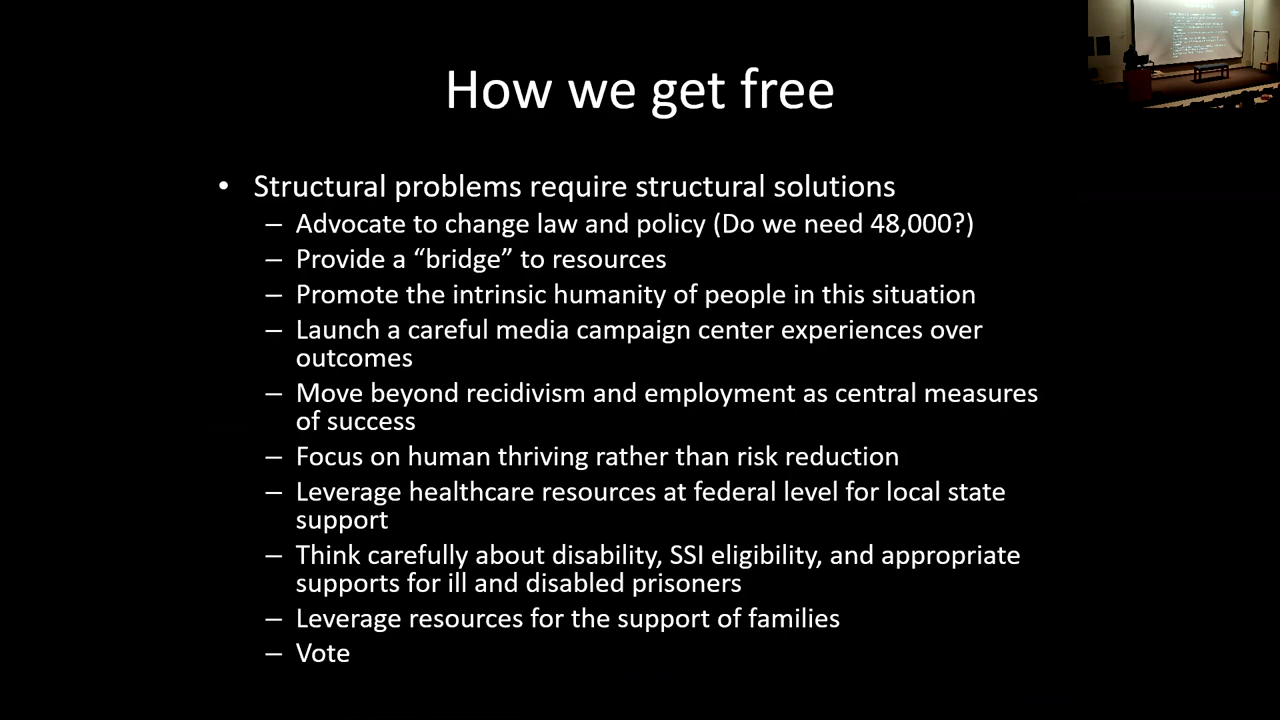 How we get free
• Structural problems require structural solutions
– Advocate to change law and policy (Do we need 48,000?)
– Provide a “bridge” to resources
– Promote the intrinsic humanity of people in this situation
– Launch a careful media campaign center experiences over
outcomes
– Move beyond recidivism and employment as central measures
of success
– Focus on human thriving rather than risk reduction
– Leverage healthcare resources at federal level for local state
support
– Think carefully about disability, SSI eligibility, and appropriate
supports for ill and disabled prisoners
– Leverage resources for the support of families
– Vote